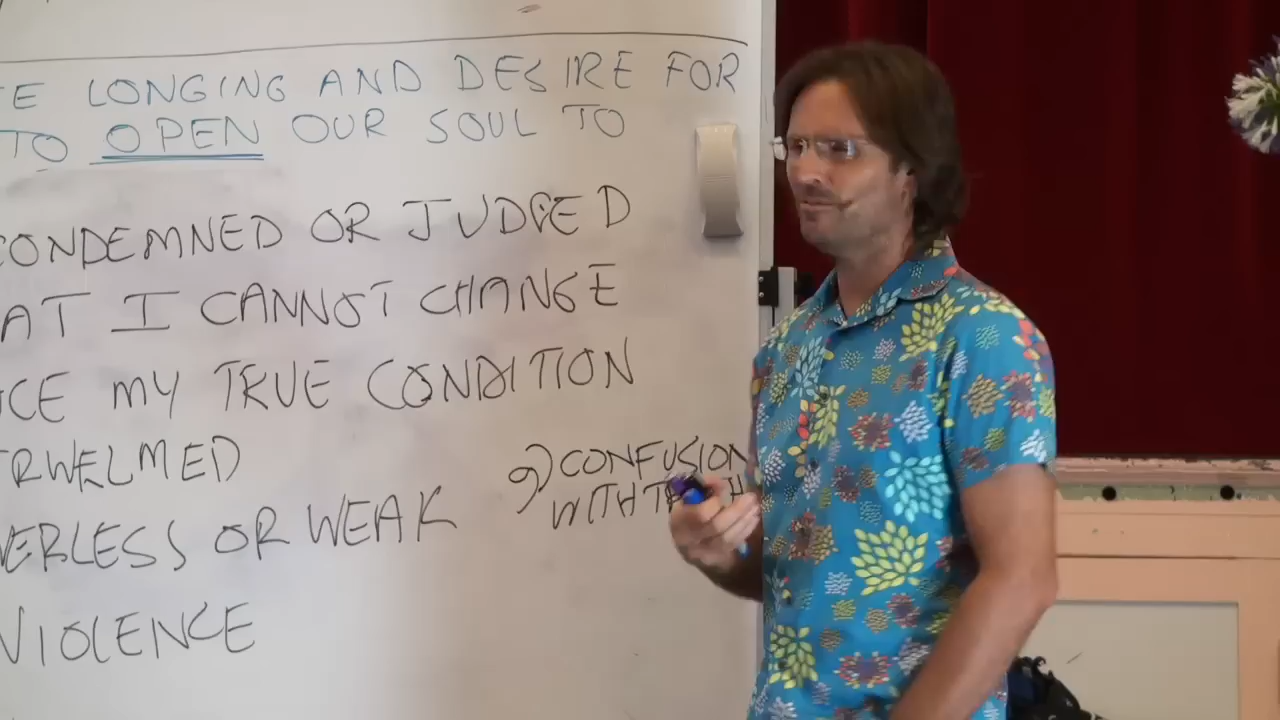 E LONGING AND DESIRE FOR
TO OPEN OUR SOUL TO
CONDEMNED OR JUDGED
AT I CANNOT CHANGE
CE MY TRUE CONDITION
RWELMED
ERLESS OR WEAK
VIOLENCE
9) CONFUSION
WITH T H